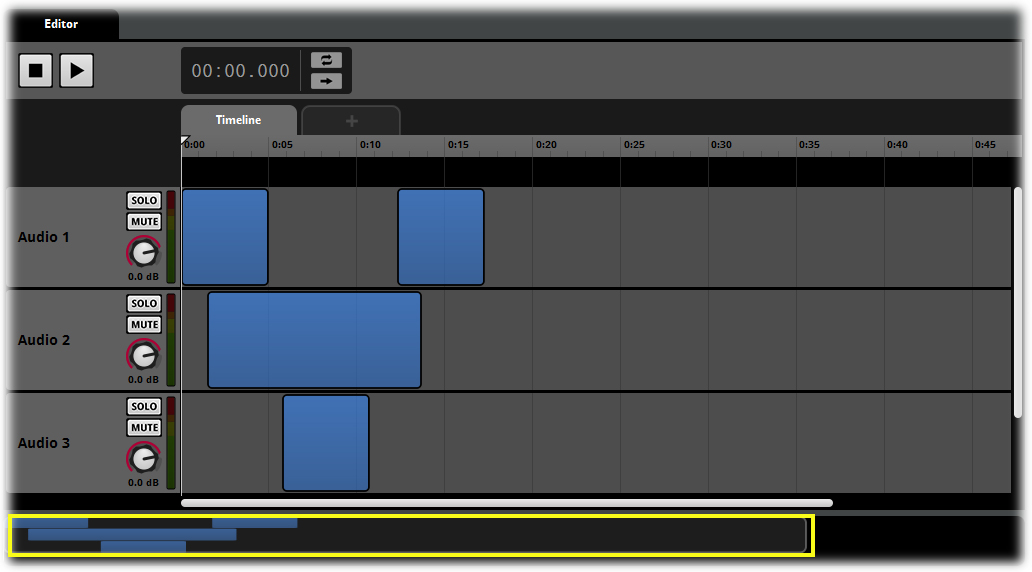 Editor
00:00.000
Timeline +
0:00 0:05 0:10 0:15 0:20 0:25 0:30 0:35 0:40 0:45
SOLO
MUTE
Audio 1
0.0 dB
SOLO
MUTE
Audio 2
0.0 dB
SOLO
MUTE
Audio 3
0.0 dB